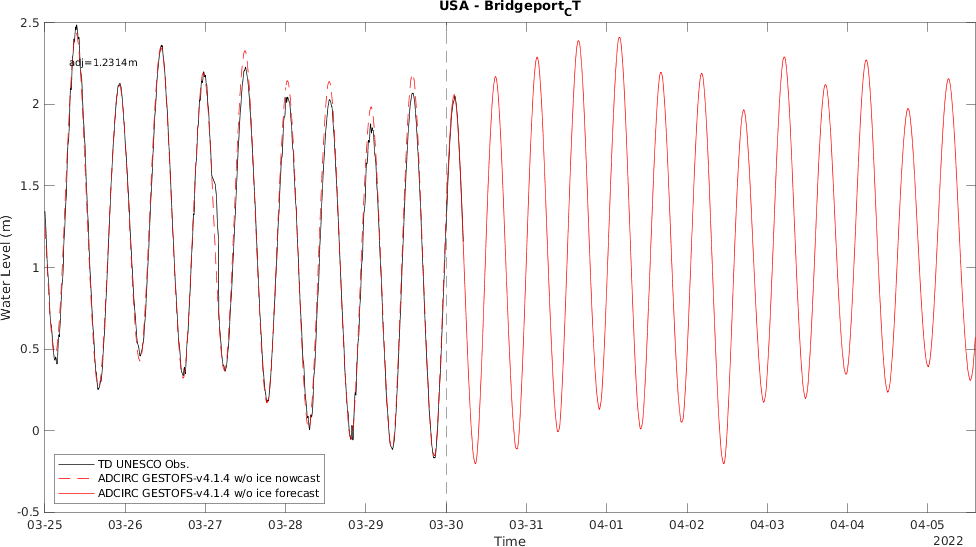 USA - Bridgeport_CT
2.5
adj=1.2314m
2
1.5
1
0.5
0
-0.5
Water Level (m)
TD UNESCO Obs.
ADCIRC GESTOFS-v4.1.4 w/o ice nowcast
ADCIRC GESTOFS-v4.1.4 w/o ice forecast
03-25 03-26 03-27 03-28 03-29 03-30 03-31 04-01 04-02 04-03 04-04 04-05
Time
2022